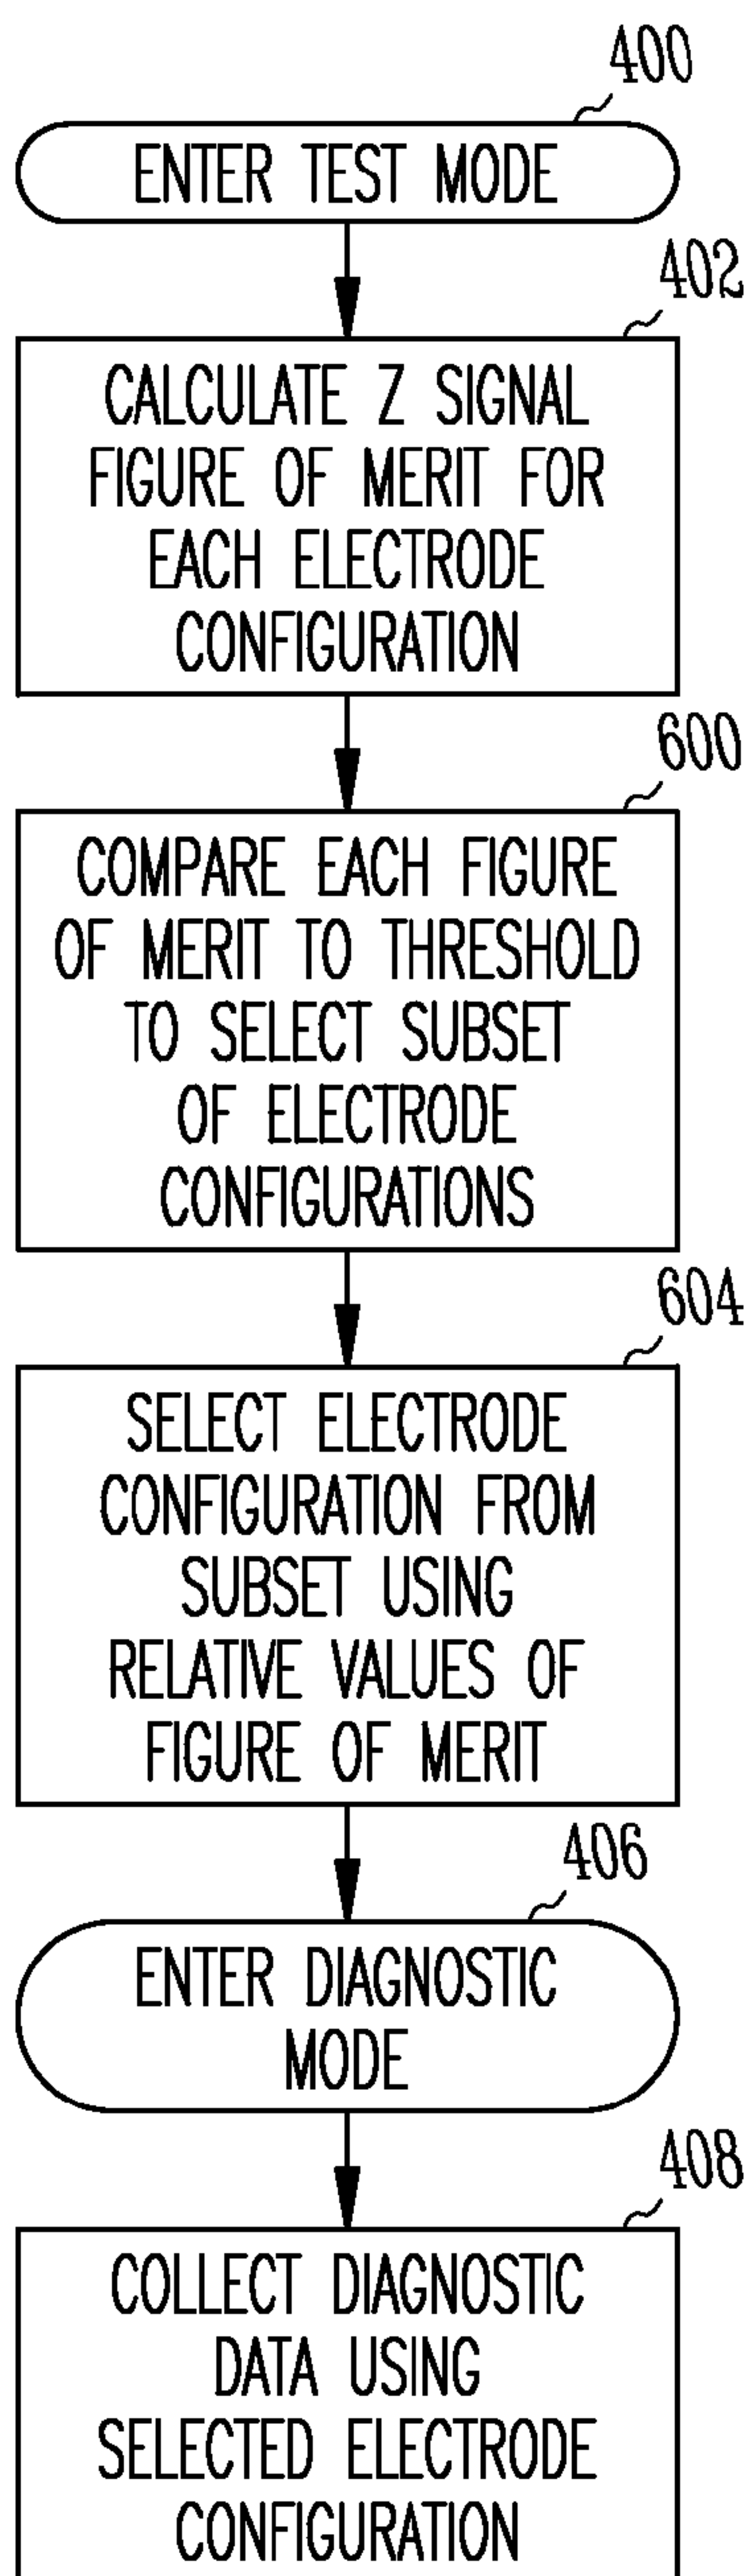 400
ENTER TEST MODE
402
CALCULATE Z SIGNAL
FIGURE OF MERIT FOR
EACH ELECTRODE
CONFIGURATION
600
COMPARE EACH FIGURE
OF MERIT TO THRESHOLD
TO SELECT SUBSET
OF ELECTRODE
CONFIGURATIONS
604
SELECT ELECTRODE
CONFIGURATION FROM
SUBSET USING
RELATIVE VALUES OF
FIGURE OF MERIT
406
ENTER DIAGNOSTIC
MODE
408
COLLECT DIAGNOSTIC
DATA USING
SELECTED ELECTRODE
CONFIGURATION